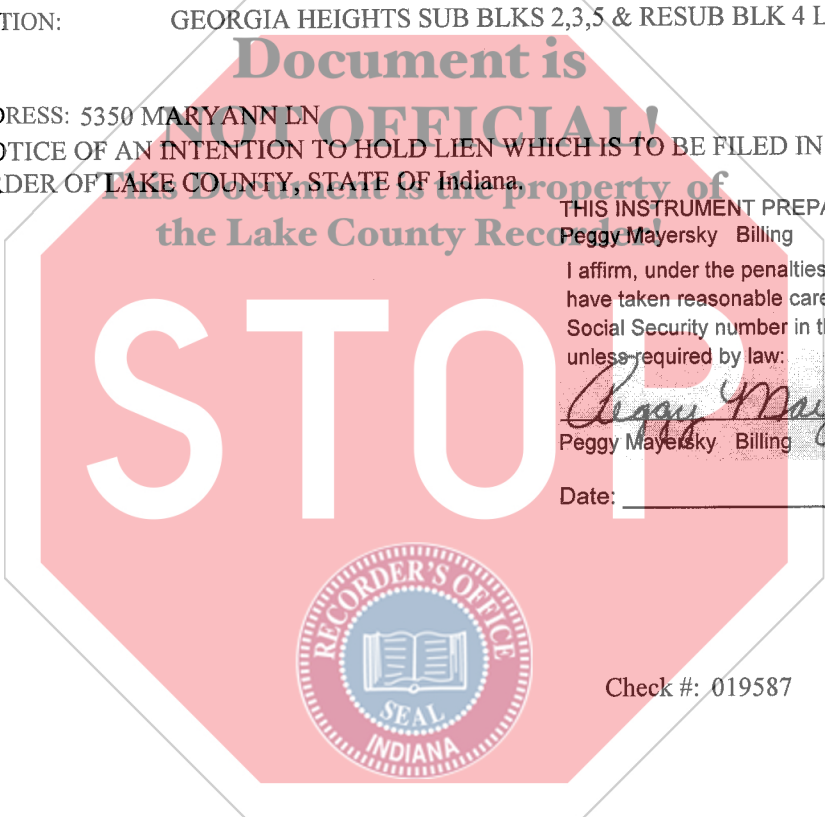 TION: GEORGIA HEIGHTS SUB BLKS 2,3,5 & RESUB BLK 4 L
Document is
DRESS: 5350 MARYANN LN
NOT OFFICIAL!
OTICE OF AN INTENTION TO HOLD LIEN WHICH IS TO BE FILED IN
RDER OF LAKE COUNTY, STATE OF Indiana.
This Document is the property of
the Lake County Recorder!
THIS INSTRUMENT PREPA
Peggy Mayersky Billing
I affirm, under the penalties
have taken reasonable care
Social Security number in th
unless required by law:
Peggy May
Peggy Mayersky Billing
Date:
STOP
RECORDER'S OFFICE
SEAL
INDIANA
Check #: 019587